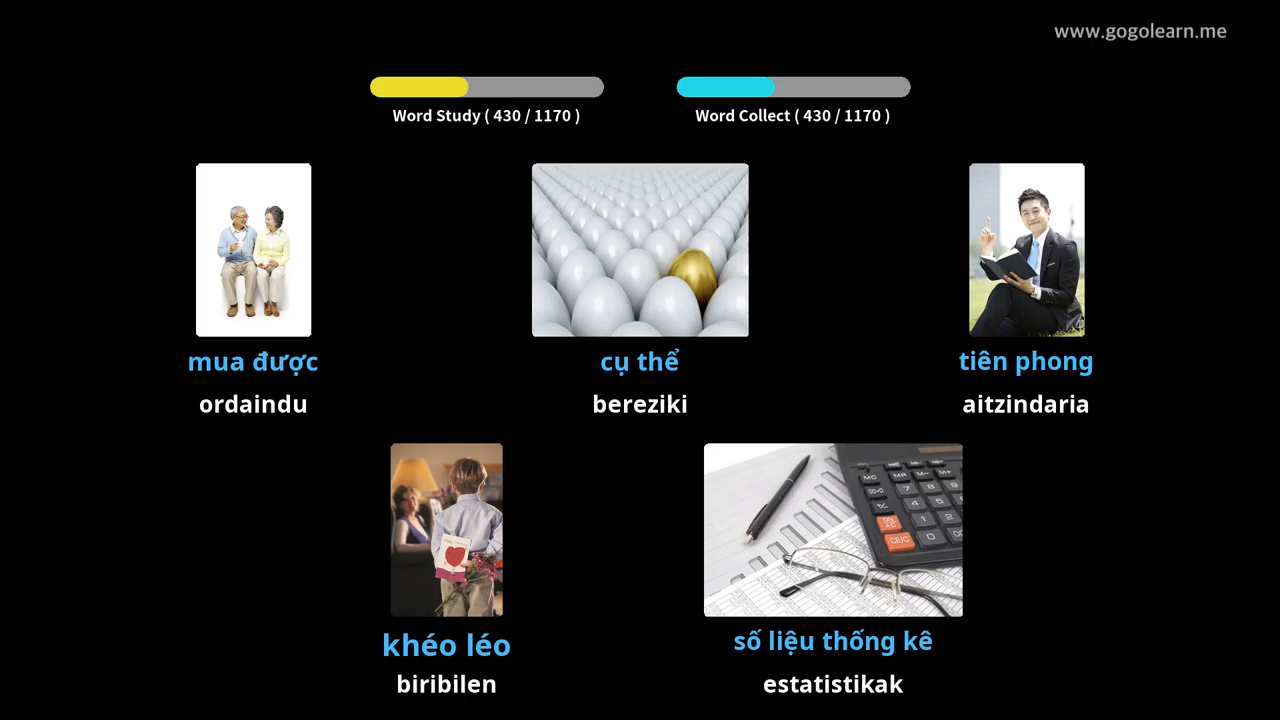 www.gogolearn.me
Word Study ( 430 / 1170 )
Word Collect ( 430 / 1170 )
mua được
ordaindu
cụ thể
bereziki
tiên phong
aitzindaria
khéo léo
biribilen
số liệu thống kê
estatistikak